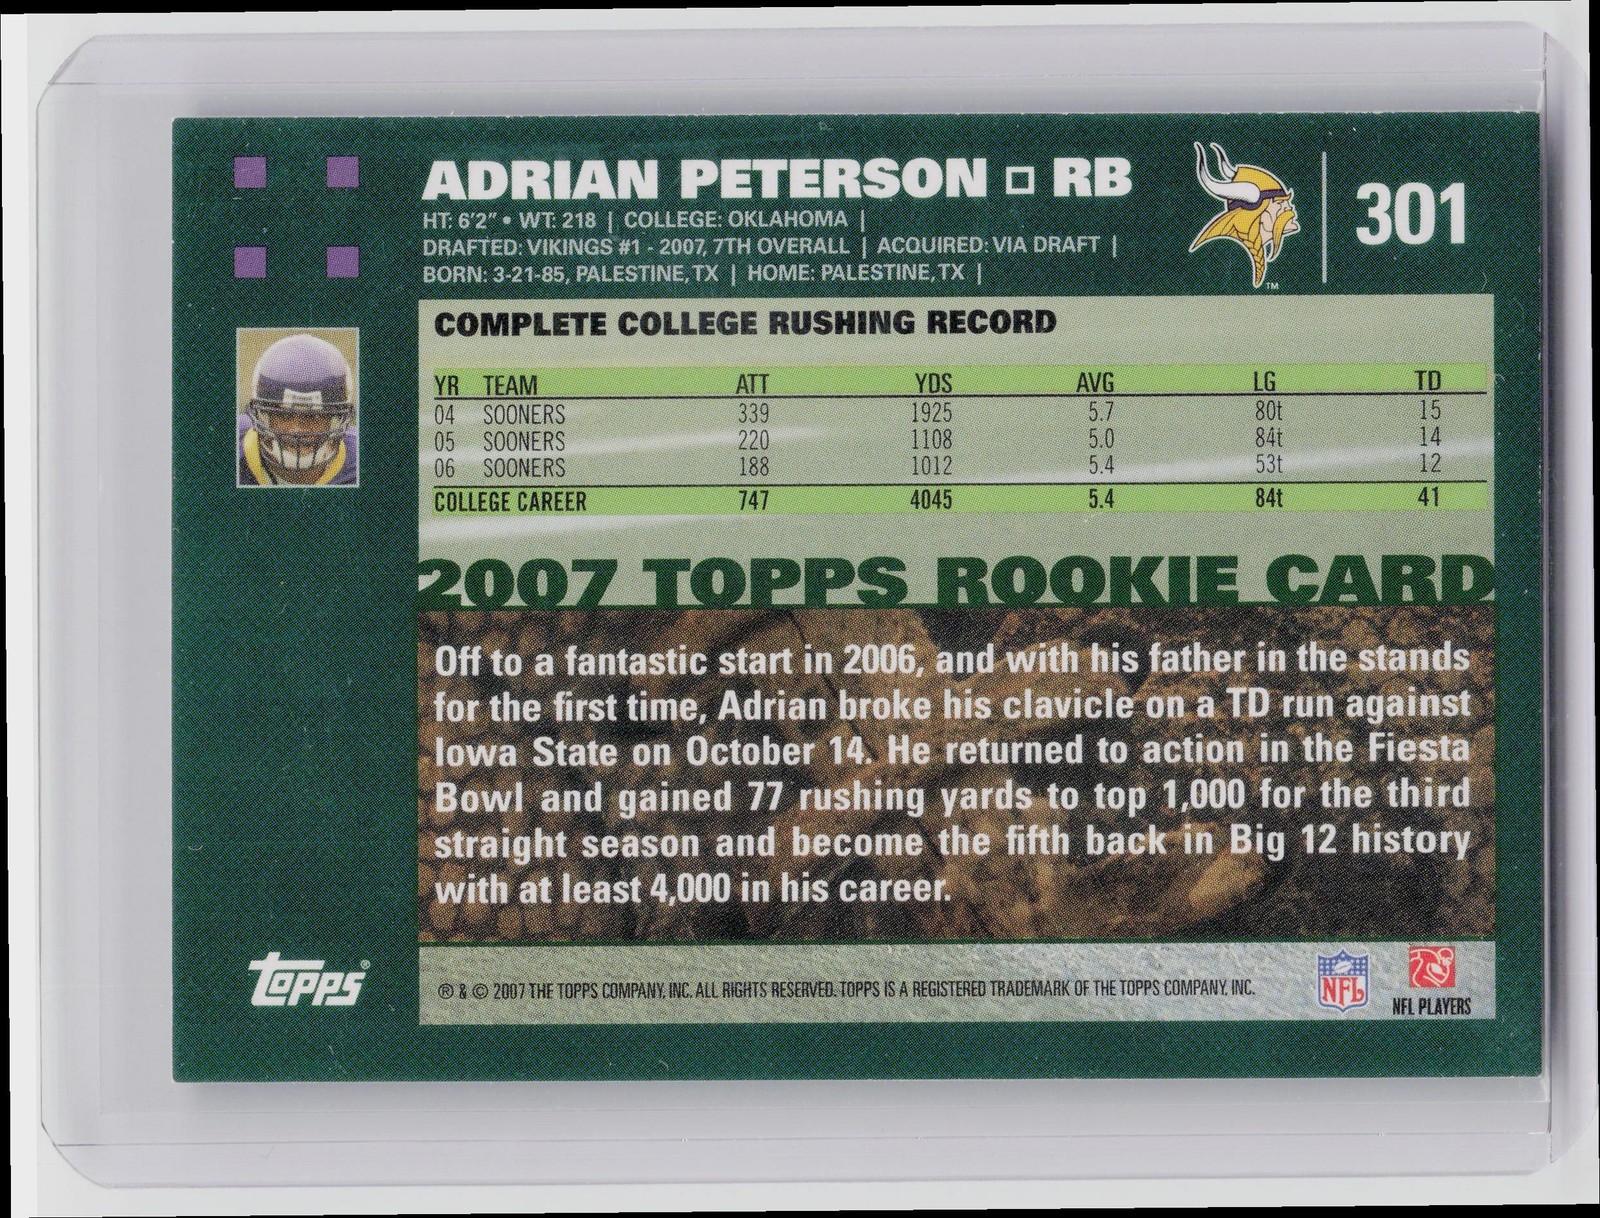 ADRIAN PETERSON □ RB
HT: 6'2" • WT: 218 | COLLEGE: OKLAHOMA |
DRAFTED: VIKINGS #1 - 2007, 7TH OVERALL | ACQUIRED: VIA DRAFT |
BORN: 3-21-85, PALESTINE, TX | HOME: PALESTINE, TX |
TM
301
COMPLETE COLLEGE RUSHING RECORD
YR TEAM ATT YDS AVG LG TD
04 SOONERS 339 1925 5.7 80t 15
05 SOONERS 220 1108 5.0 84t 14
06 SOONERS 188 1012 5.4 53t 12
COLLEGE CAREER 747 4045 5.4 84t 41
2007 TOPPS ROOKIE CARD
Off to a fantastic start in 2006, and with his father in the stands
for the first time, Adrian broke his clavicle on a TD run against
Iowa State on October 14. He returned to action in the Fiesta
Bowl and gained 77 rushing yards to top 1,000 for the third
straight season and become the fifth back in Big 12 history
with at least 4,000 in his career.
topps®
® & © 2007 THE TOPPS COMPANY, INC. ALL RIGHTS RESERVED. TOPPS IS A REGISTERED TRADEMARK OF THE TOPPS COMPANY, INC.
NFL
NFL PLAYERS